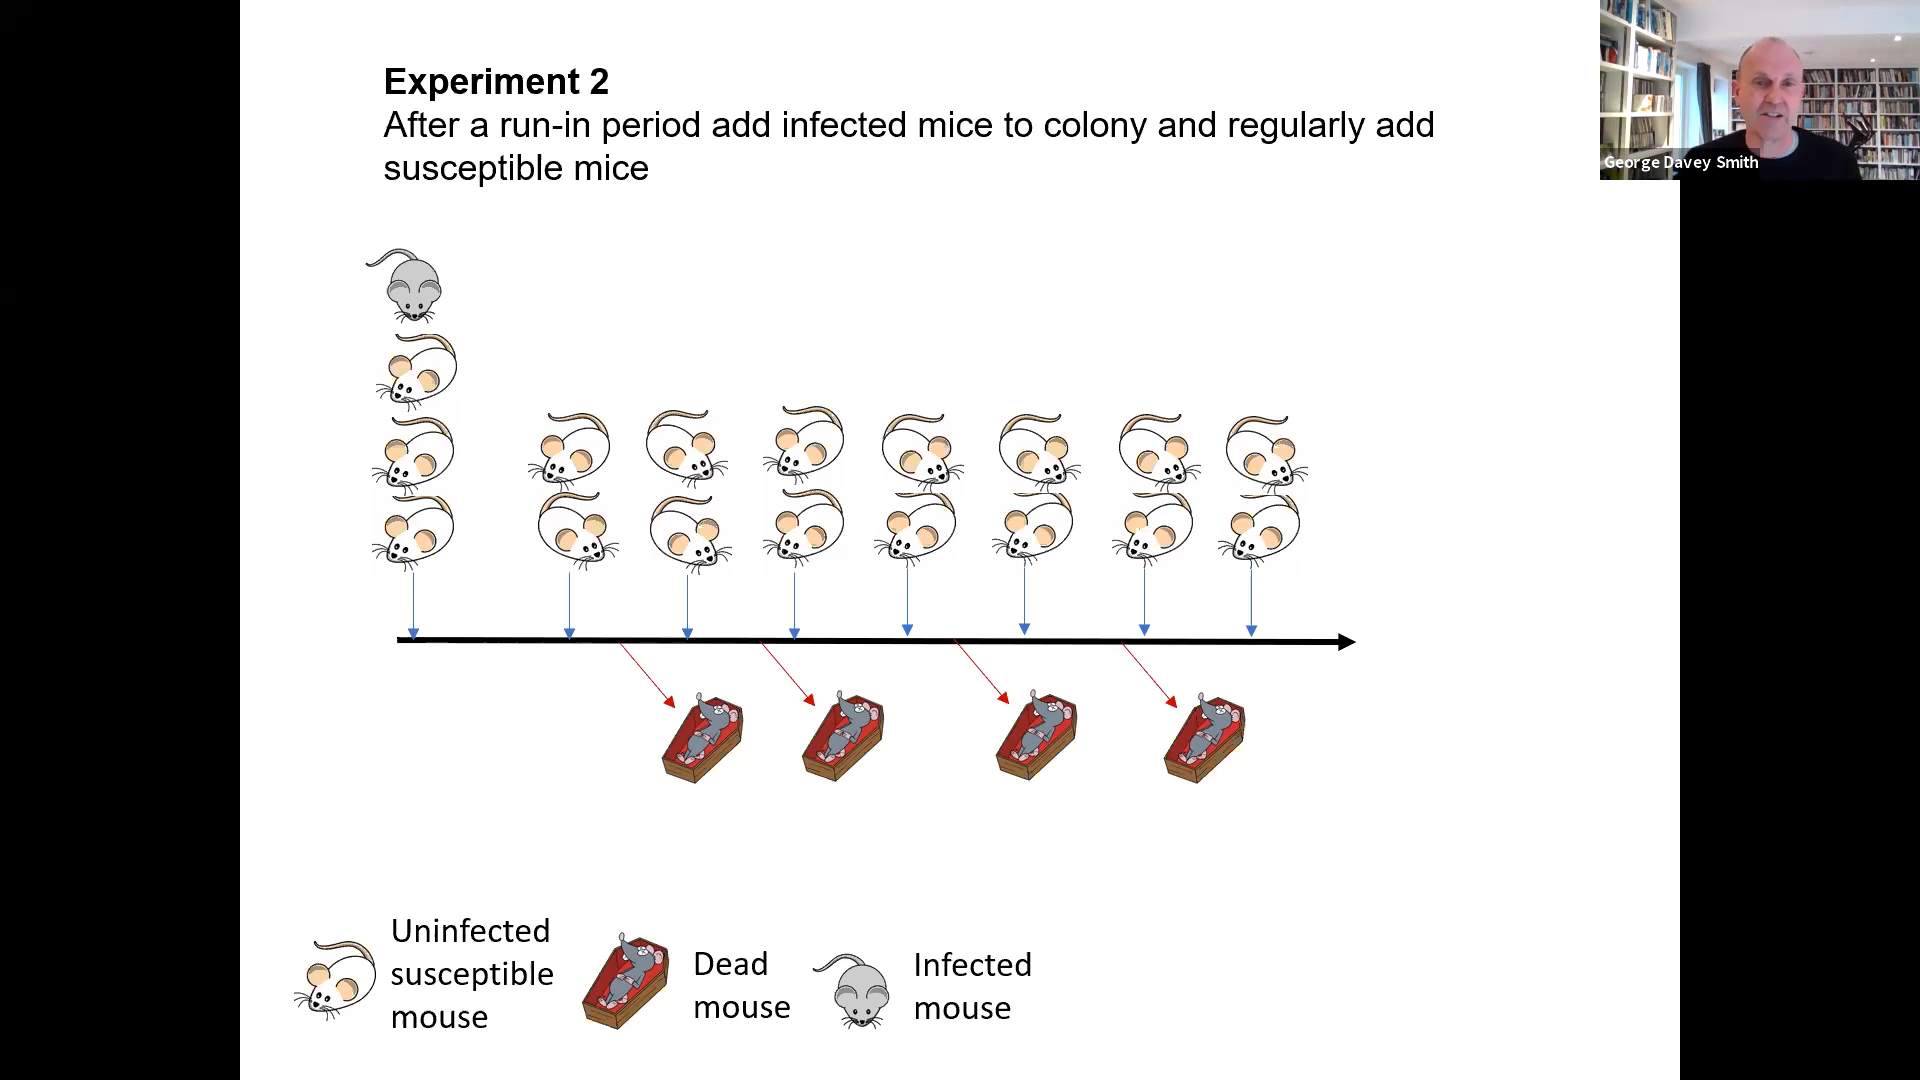 Experiment 2
After a run-in period add infected mice to colony and regularly add
susceptible mice
George Davey Smith
Uninfected
susceptible
mouse
Dead
mouse
Infected
mouse